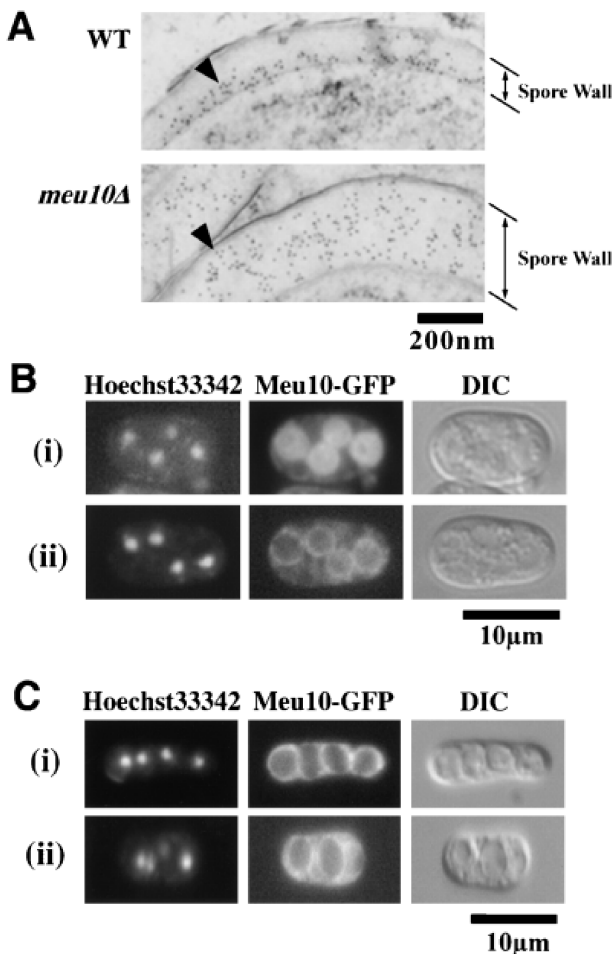 A
WT
Spore Wall
meu10Δ
Spore Wall
200nm
B
Hoechst33342 Meu10-GFP DIC
(i)
(ii)
10µm
C
Hoechst33342 Meu10-GFP DIC
(i)
(ii)
10µm